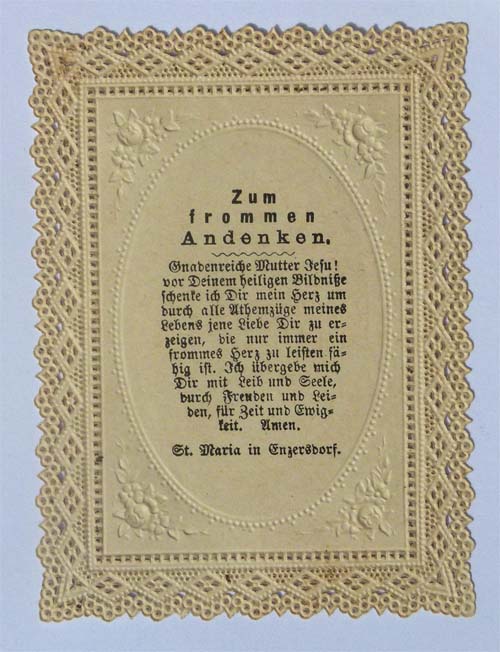 Zum
frommen
Andenken.
Gnadenreiche Mutter Jesu!
vor Deinem heiligen Bildniße
schenke ich Dir mein Herz um
durch alle Athemzüge meines
Lebens jene Liebe Dir zu er-
zeigen, die nur immer ein
frommes Herz zu leisten fä-
hig ist. Ich übergebe mich
Dir mit Leib und Seele,
durch Freuden und Lei-
den, für Zeit und Ewig-
keit. Amen.
St. Maria in Enzersdorf.